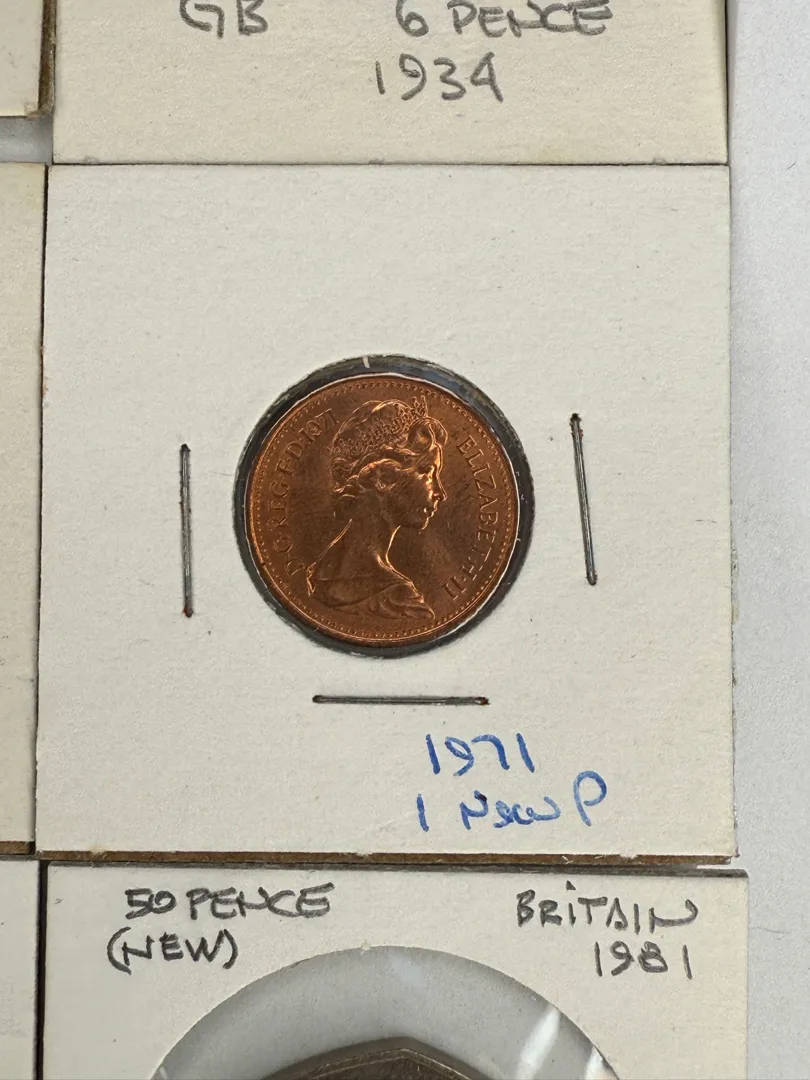 GB 6 PENCE
1934
D·G·REG·F·D·1971 ·ELIZABETH·II
1971
1 New P
50 PENCE BRITAIN
(NEW) 1981